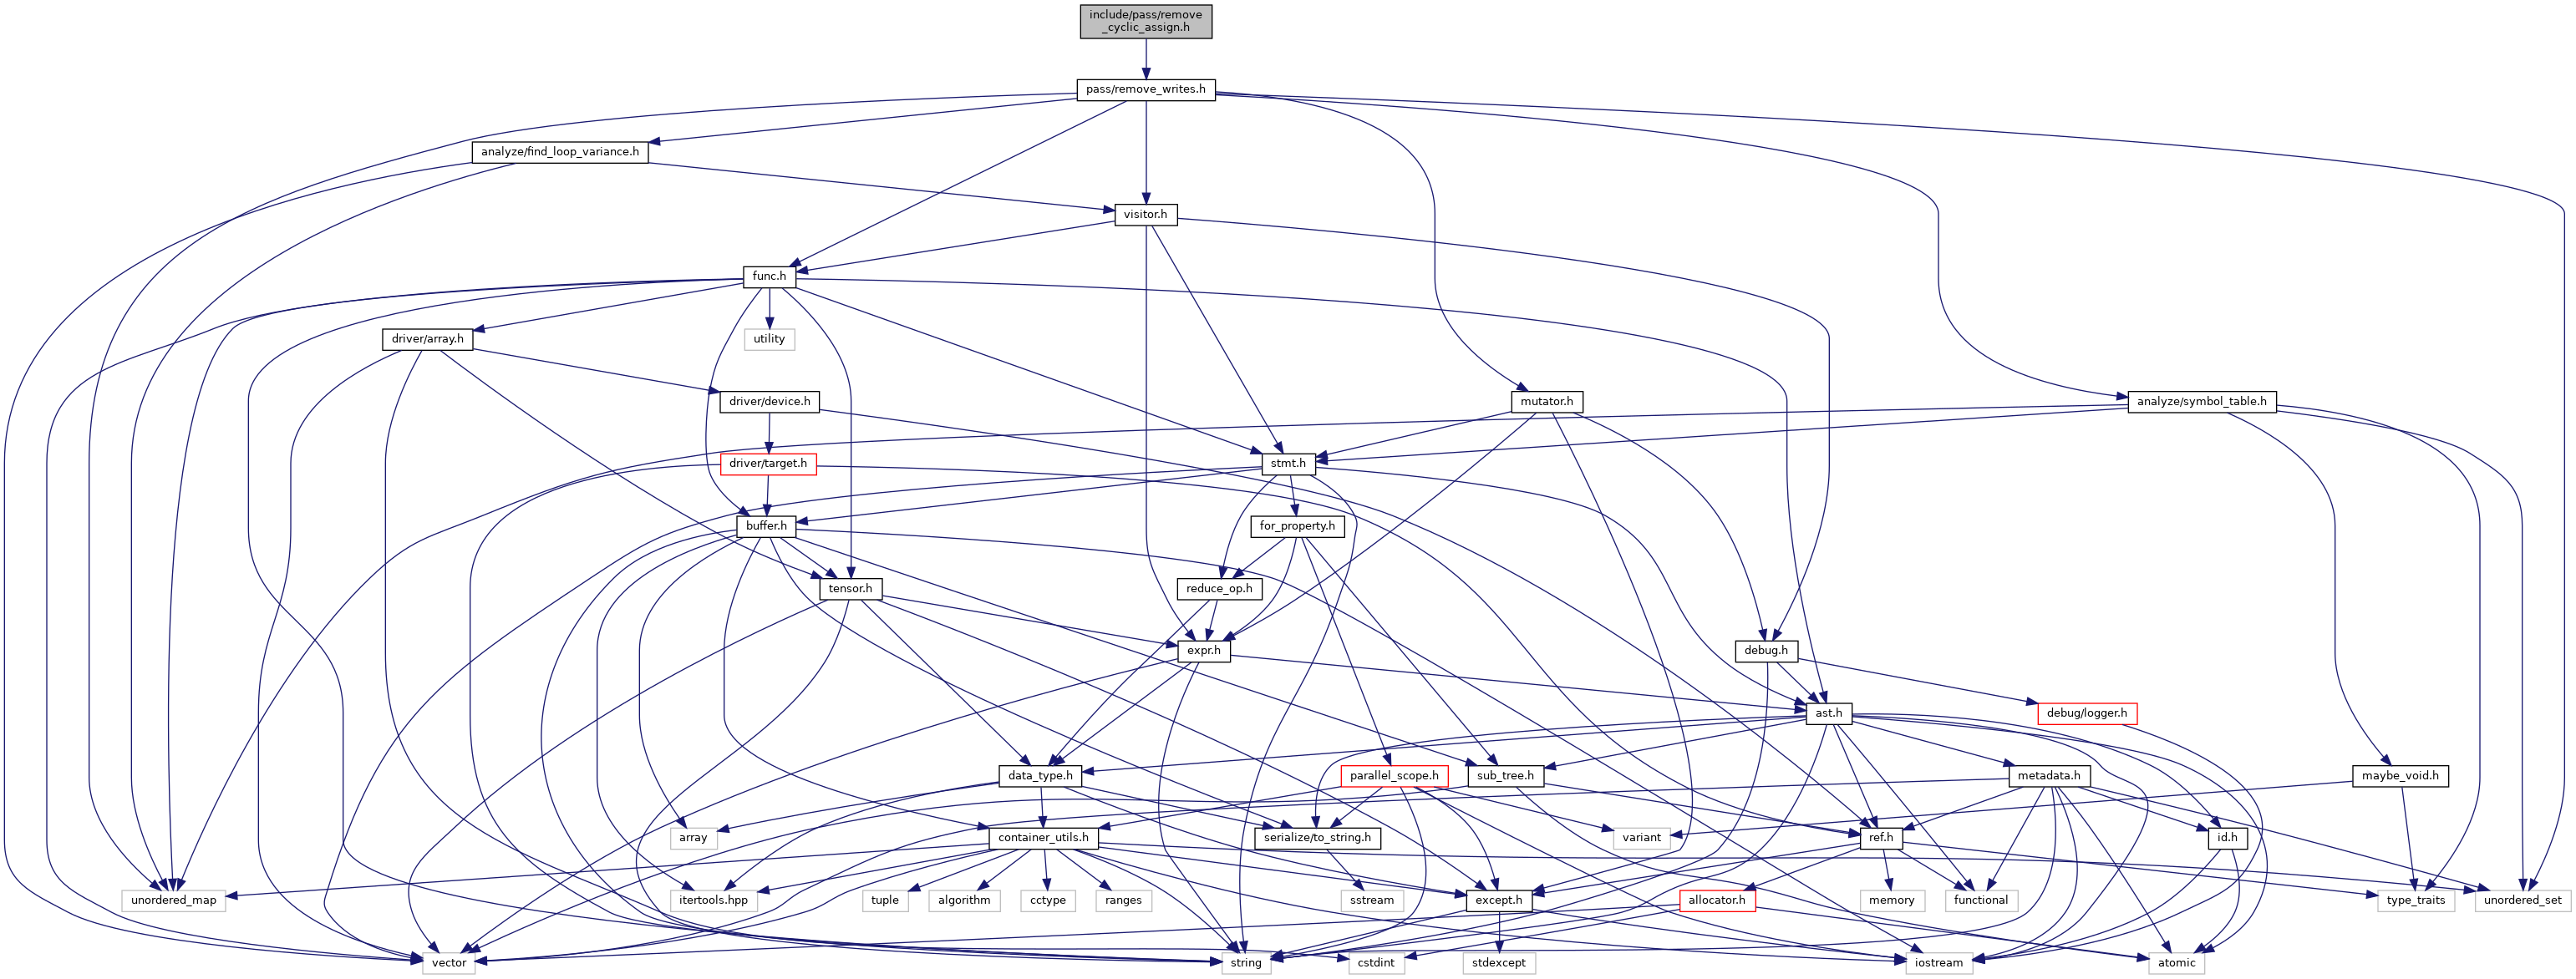 include/pass/remove
_cyclic_assign.h
pass/remove_writes.h
analyze/find_loop_variance.h
visitor.h
func.h
driver/array.h
utility
driver/device.h
mutator.h
analyze/symbol_table.h
driver/target.h
stmt.h
buffer.h
for_property.h
tensor.h
reduce_op.h
expr.h
debug.h
ast.h
debug/logger.h
data_type.h
parallel_scope.h
sub_tree.h
metadata.h
maybe_void.h
array
container_utils.h
serialize/to_string.h
variant
ref.h
id.h
unordered_map
itertools.hpp
tuple
algorithm
cctype
ranges
sstream
except.h
allocator.h
memory
functional
type_traits
unordered_set
vector
string
cstdint
stdexcept
iostream
atomic